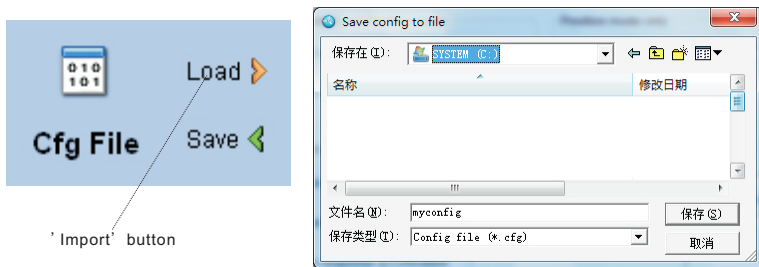 010
101
Load
Cfg File
Save
'Import' button
Save config to file
保存在(I):
SYSTEM (C:)
名称
修改日期
文件名(N):
myconfig
保存(S)
保存类型(T):
Config file (*.cfg)
取消